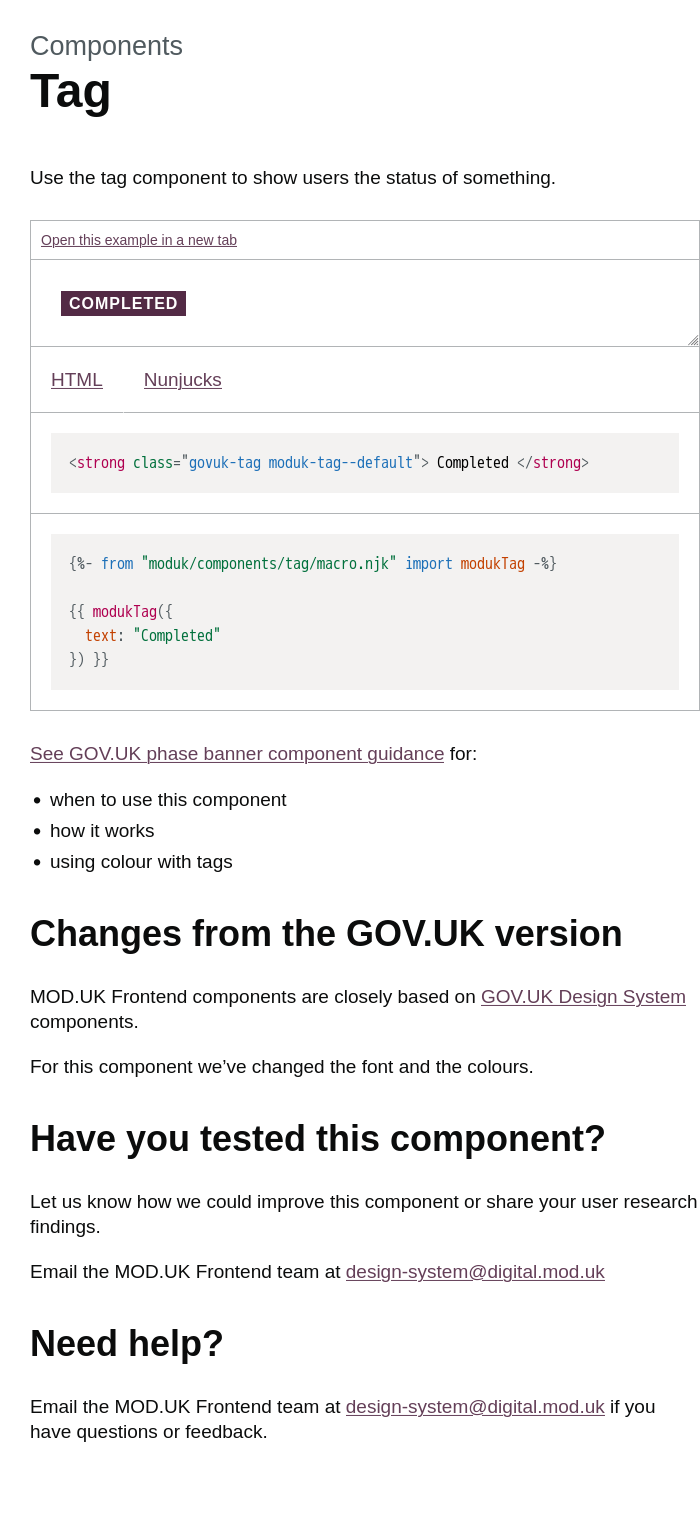 Components
Tag
Use the tag component to show users the status of something.
Open this example in a new tab
COMPLETED
HTML Nunjucks
<strong class="govuk-tag moduk-tag--default"> Completed </strong>
{%- from "moduk/components/tag/macro.njk" import modukTag -%}
{{ modukTag({
  text: "Completed"
}) }}
See GOV.UK phase banner component guidance for:
• when to use this component
• how it works
• using colour with tags
Changes from the GOV.UK version
MOD.UK Frontend components are closely based on GOV.UK Design System
components.
For this component we’ve changed the font and the colours.
Have you tested this component?
Let us know how we could improve this component or share your user research
findings.
Email the MOD.UK Frontend team at design-system@digital.mod.uk
Need help?
Email the MOD.UK Frontend team at design-system@digital.mod.uk if you
have questions or feedback.